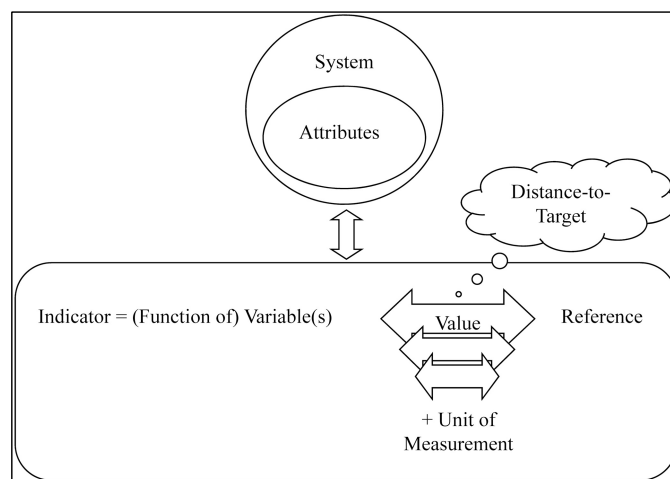 System
Attributes
Distance-to-
Target
Indicator = (Function of) Variable(s)
Value
Reference
+ Unit of
Measurement